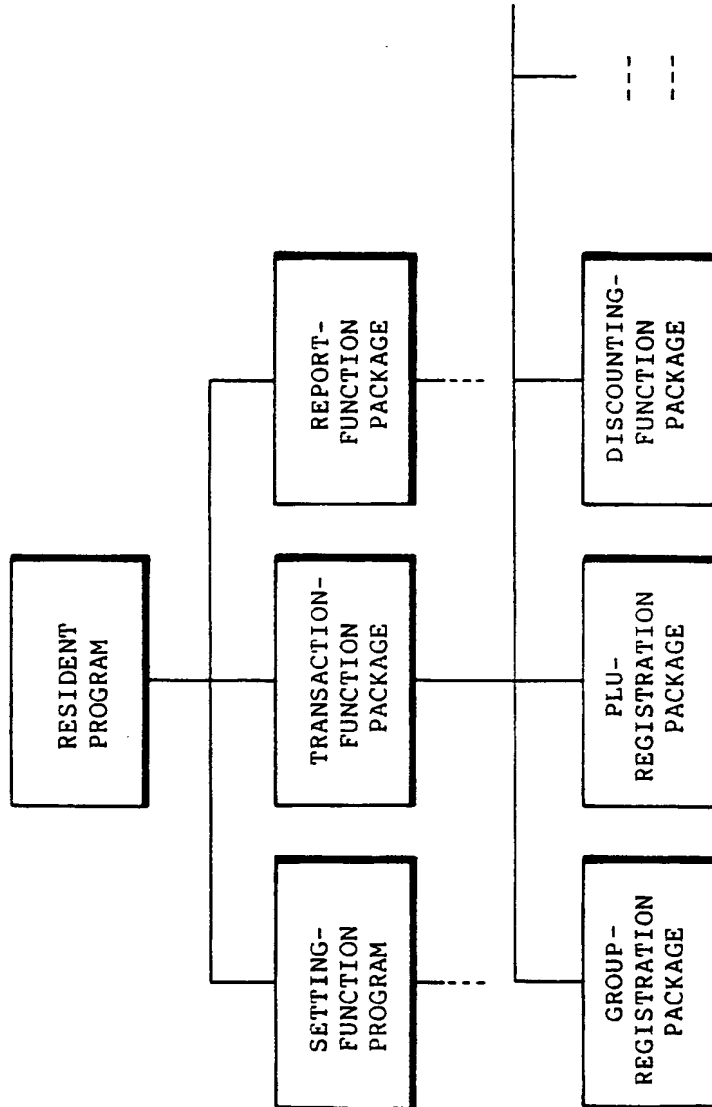 RESIDENT
PROGRAM
SETTING-
FUNCTION
PROGRAM
TRANSACTION-
FUNCTION
PACKAGE
REPORT-
FUNCTION
PACKAGE
GROUP-
REGISTRATION
PACKAGE
PLU-
REGISTRATION
PACKAGE
DISCOUNTING-
FUNCTION
PACKAGE